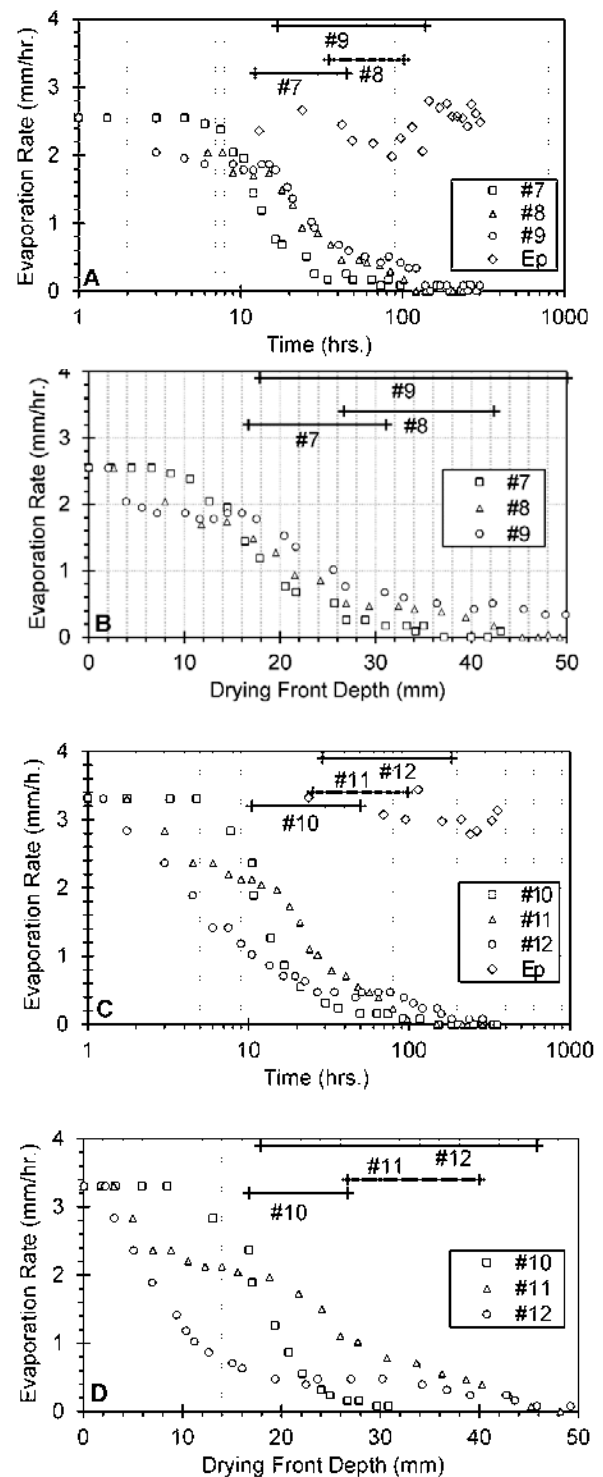 4
3
2
1
0
Evaporation Rate (mm/hr.)
#9
#8
#7
#7
#8
#9
Ep
A
1 10 100 1000
Time (hrs.)
4
3
2
1
0
Evaporation Rate (mm/hr.)
#9
#7 #8
#7
#8
#9
B
0 10 20 30 40 50
Drying Front Depth (mm)
4
3
2
1
0
Evaporation Rate (mm/h.)
#12
#11
#10
#10
#11
#12
Ep
C
1 10 100 1000
Time (hrs.)
4
3
2
1
0
Evaporation Rate (mm/hr.)
#12
#11
#10
#10
#11
#12
D
0 10 20 30 40 50
Drying Front Depth (mm)